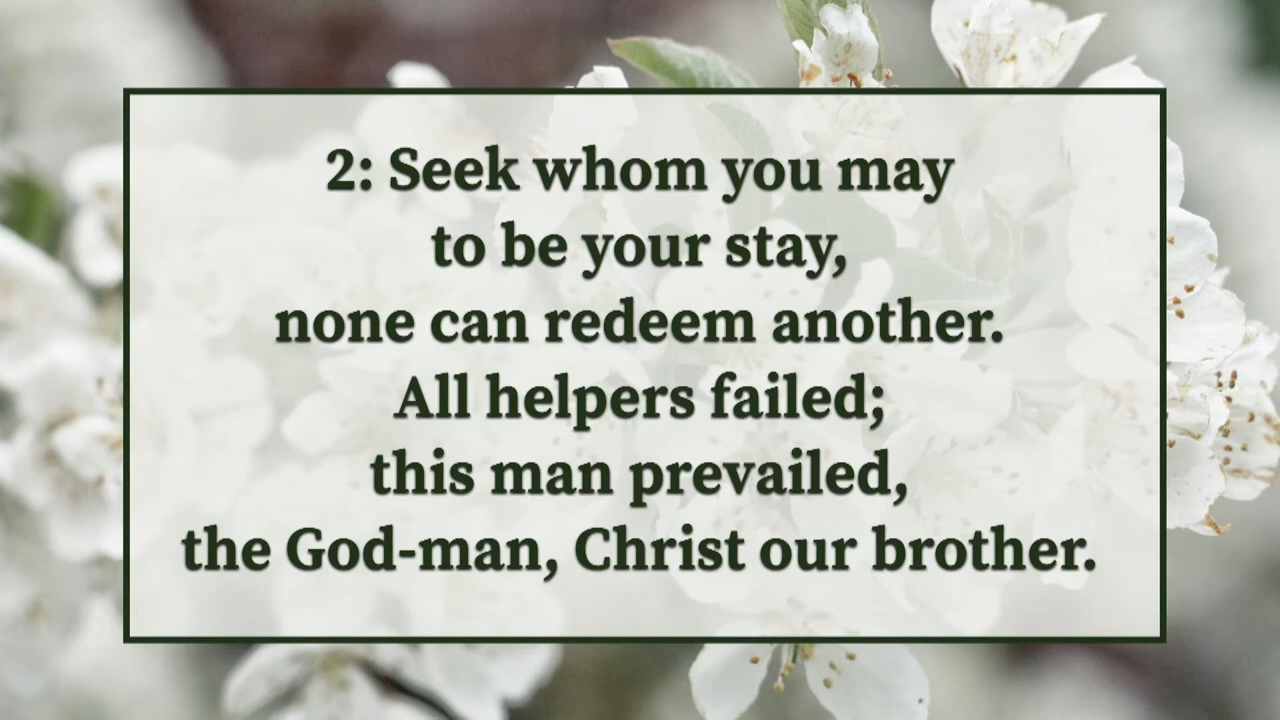 2: Seek whom you may
to be your stay,
none can redeem another.
All helpers failed;
this man prevailed,
the God-man, Christ our brother.